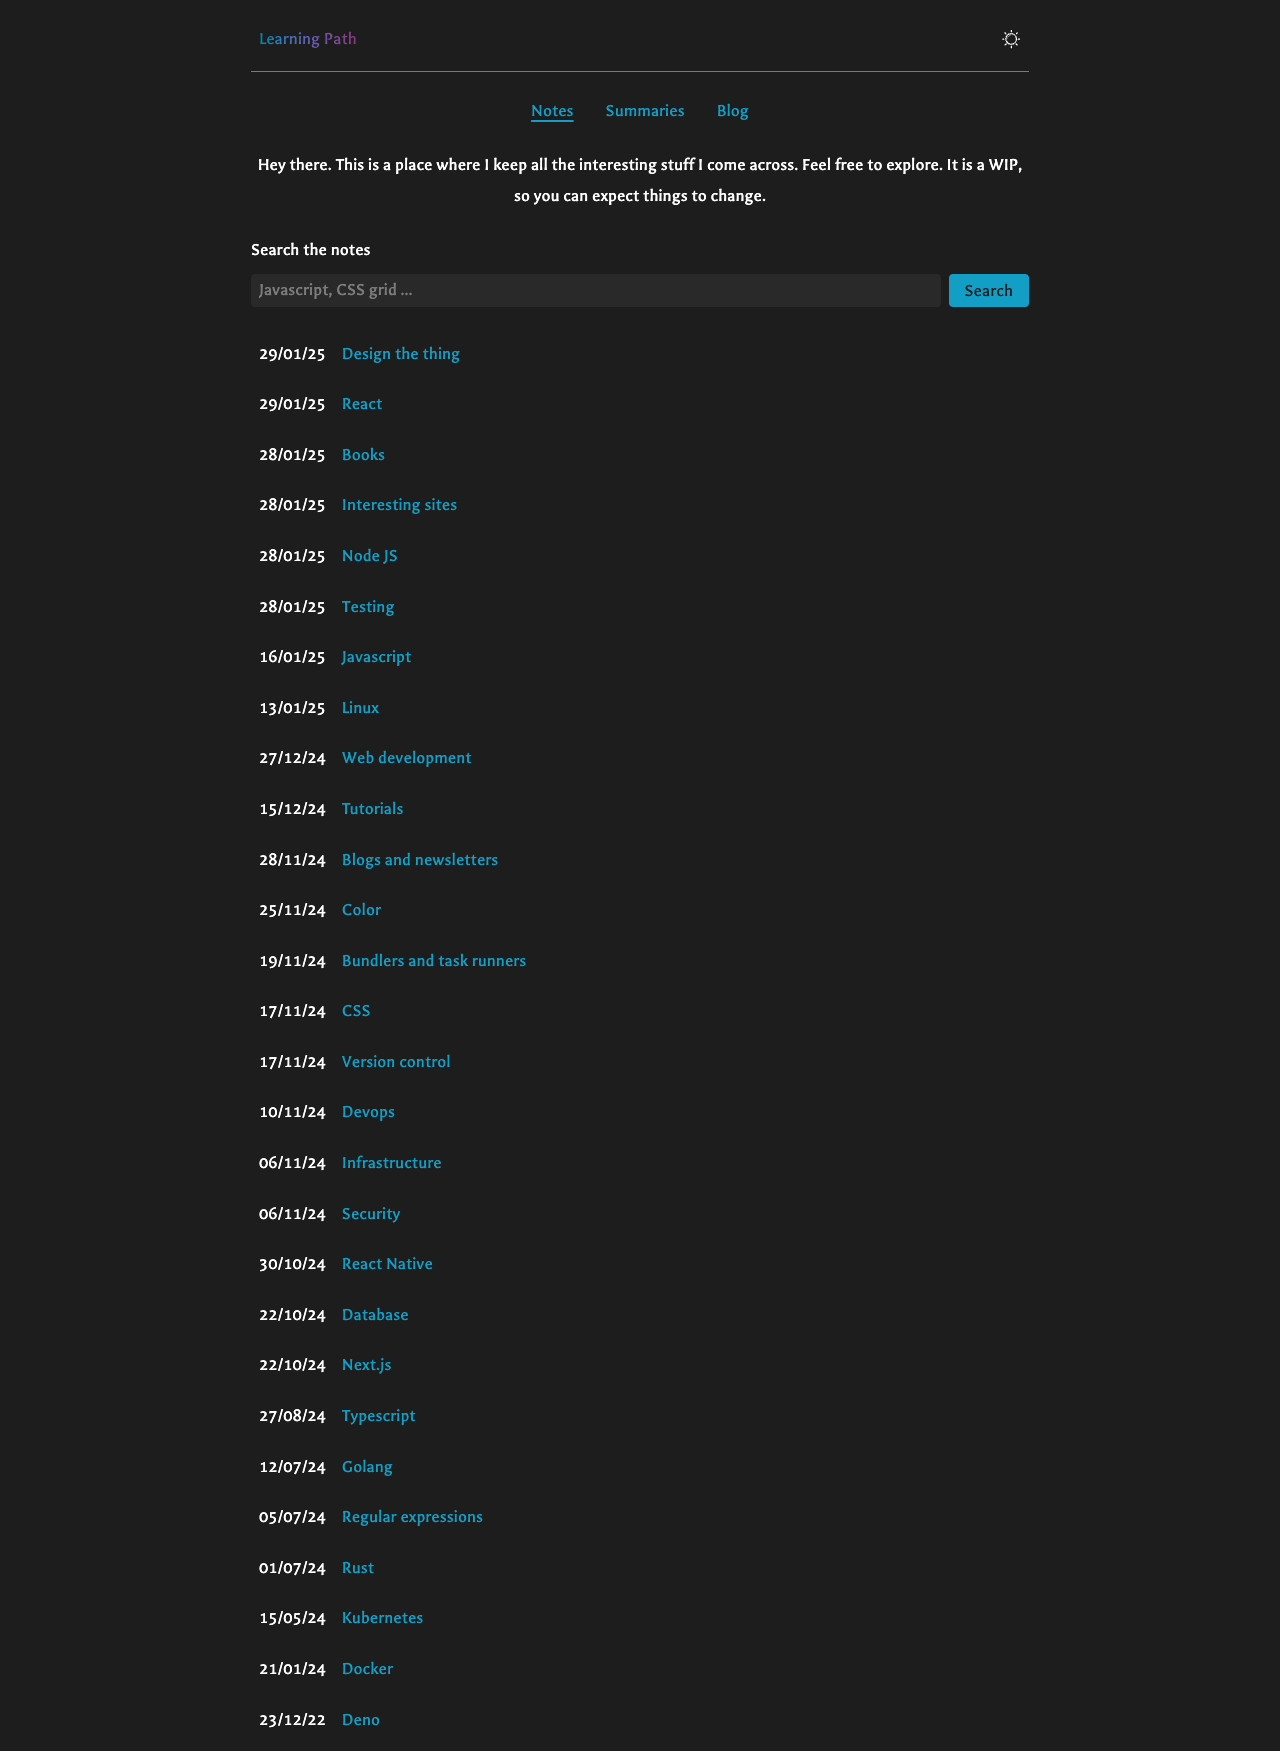 Learning Path
Notes Summaries Blog
Hey there. This is a place where I keep all the interesting stuff I come across. Feel free to explore. It is a WIP,
so you can expect things to change.
Search the notes
Javascript, CSS grid ... Search
29/01/25 Design the thing
29/01/25 React
28/01/25 Books
28/01/25 Interesting sites
28/01/25 Node JS
28/01/25 Testing
16/01/25 Javascript
13/01/25 Linux
27/12/24 Web development
15/12/24 Tutorials
28/11/24 Blogs and newsletters
25/11/24 Color
19/11/24 Bundlers and task runners
17/11/24 CSS
17/11/24 Version control
10/11/24 Devops
06/11/24 Infrastructure
06/11/24 Security
30/10/24 React Native
22/10/24 Database
22/10/24 Next.js
27/08/24 Typescript
12/07/24 Golang
05/07/24 Regular expressions
01/07/24 Rust
15/05/24 Kubernetes
21/01/24 Docker
23/12/22 Deno